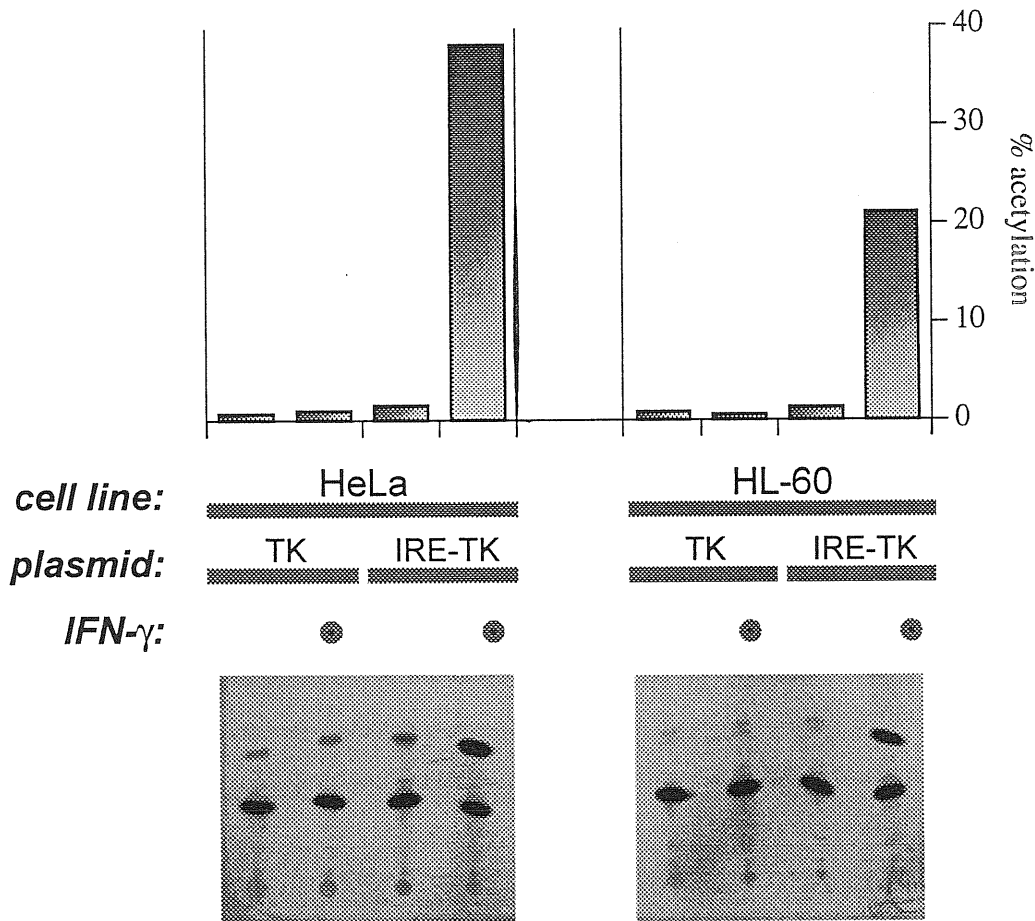 40
30
20
10
0
% acetylation
cell line:
HeLa
HL-60
plasmid:
TK
IRE-TK
TK
IRE-TK
IFN-γ: